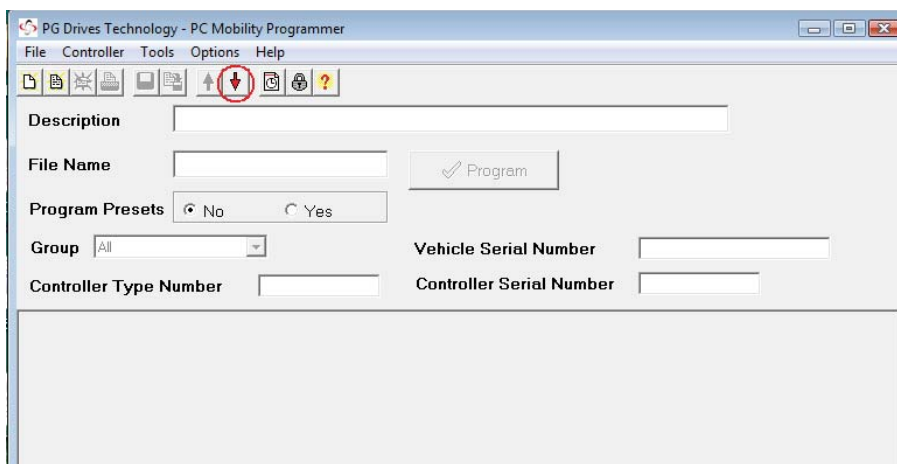 PG Drives Technology - PC Mobility Programmer
File Controller Tools Options Help
?
Description
File Name
Program
Program Presets No Yes
Group All Vehicle Serial Number
Controller Type Number Controller Serial Number